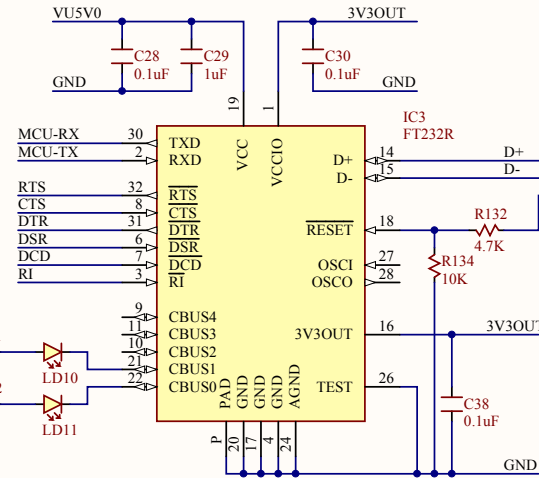 VU5V0
3V3OUT
C28
0.1uF
C29
1uF
C30
0.1uF
GND
GND
19
1
IC3
FT232R
MCU-RX
30
TXD
VCC
VCCIO
D+
14
D+
MCU-TX
2
RXD
D-
15
D-
RTS
32
RTS
CTS
8
CTS
DTR
31
DTR
RESET
18
R132
4.7K
DSR
6
DSR
DCD
7
DCD
OSCI
27
R134
10K
RI
3
RI
OSCO
28
9
CBUS4
11
CBUS3
3V3OUT
16
3V3OUT
10
CBUS2
21
CBUS1
LD10
22
CBUS0
TEST
26
LD11
C38
0.1uF
PAD
GND
GND
GND
AGND
P
20
17
4
24
GND